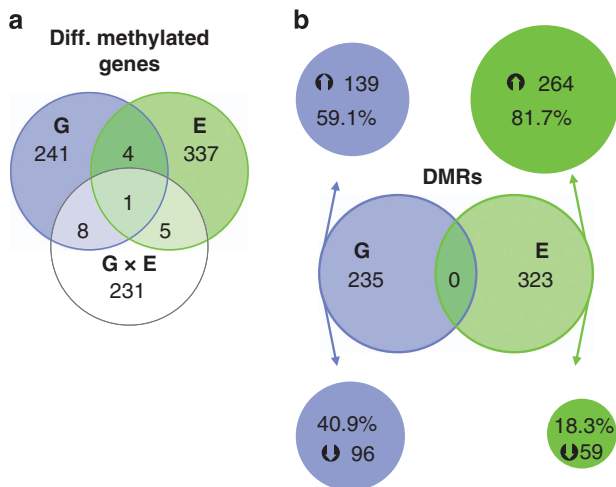 a
Diff. methylated
genes
G
E
241
4
337
1
8
5
G × E
231
b
139
59.1%
264
81.7%
DMRs
G
E
235
0
323
40.9%
96
18.3%
59